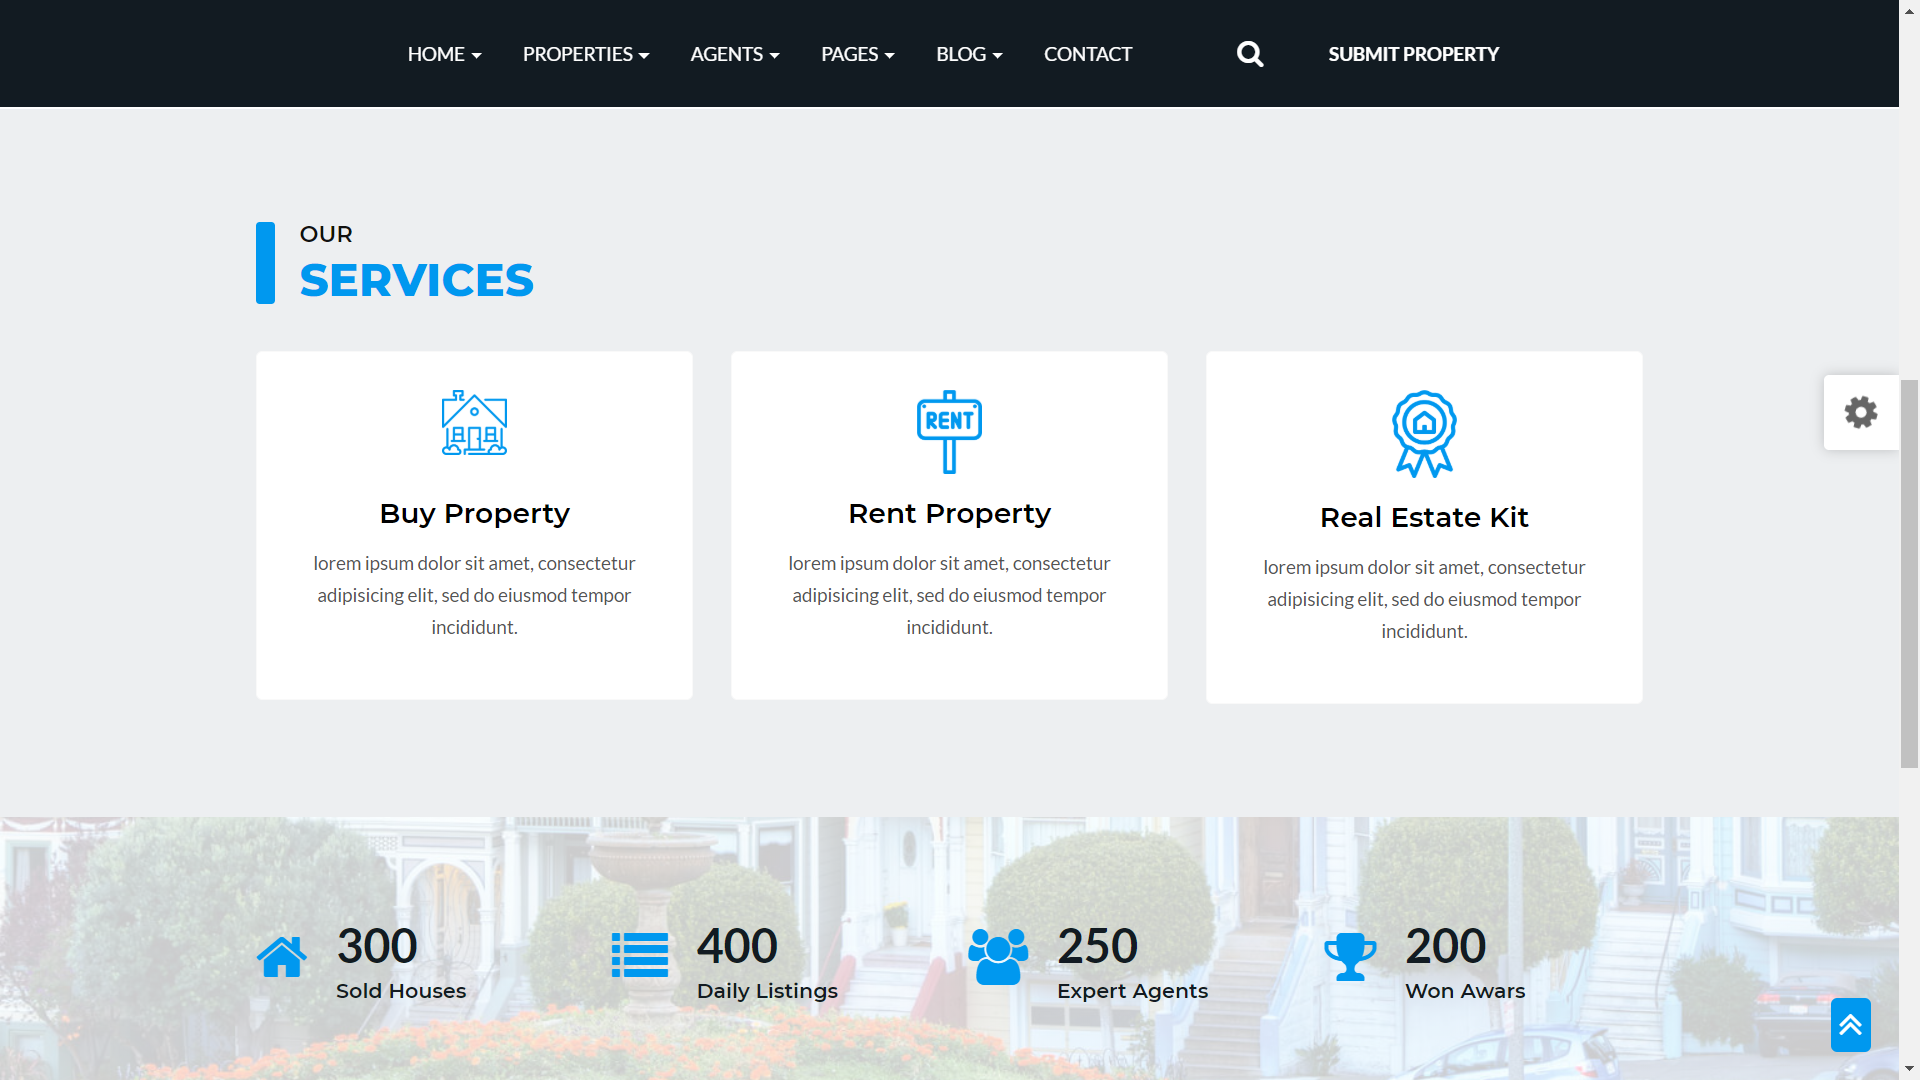 HOME PROPERTIES AGENTS PAGES BLOG CONTACT SUBMIT PROPERTY
OUR
SERVICES
RENT
Buy Property
lorem ipsum dolor sit amet, consectetur
adipisicing elit, sed do eiusmod tempor
incididunt.
Rent Property
lorem ipsum dolor sit amet, consectetur
adipisicing elit, sed do eiusmod tempor
incididunt.
Real Estate Kit
lorem ipsum dolor sit amet, consectetur
adipisicing elit, sed do eiusmod tempor
incididunt.
300
Sold Houses
400
Daily Listings
250
Expert Agents
200
Won Awars